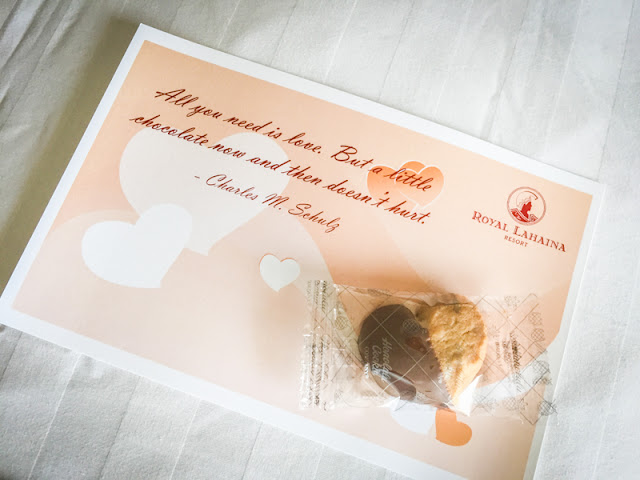 All you need is love. But a little
chocolate now and then doesn't hurt.
- Charles M. Schulz
ROYAL LAHAINA
RESORT